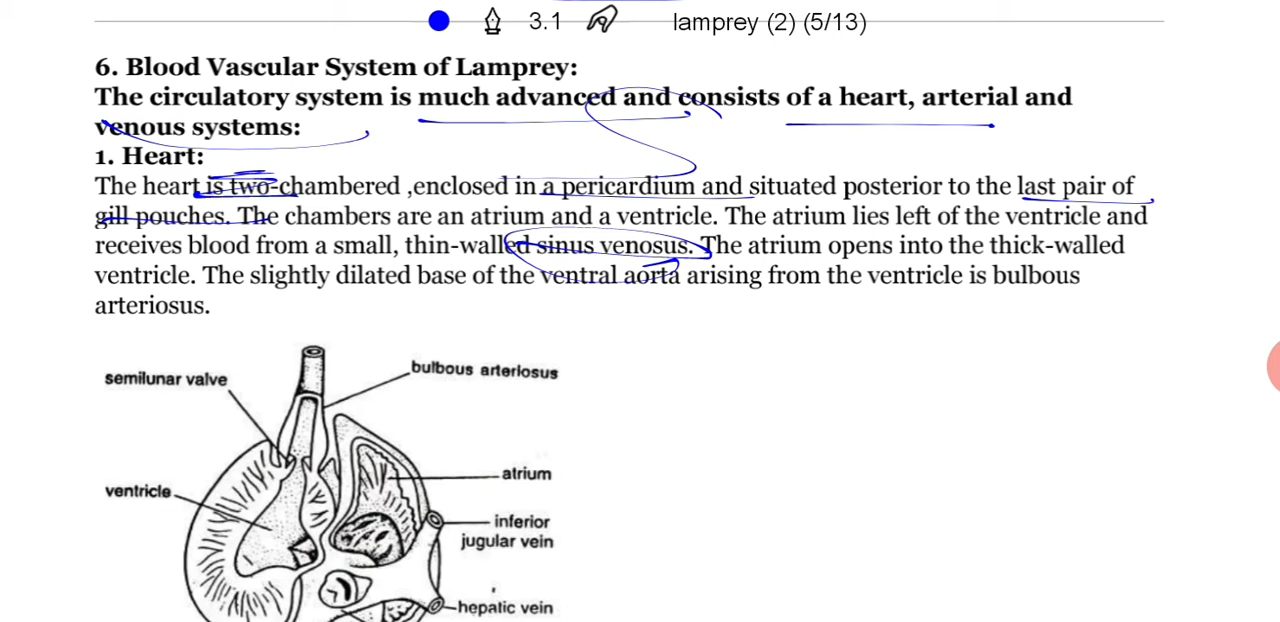 3.1 lamprey (2) (5/13)
6. Blood Vascular System of Lamprey:
The circulatory system is much advanced and consists of a heart, arterial and
venous systems:
1. Heart:
The heart is two-chambered ,enclosed in a pericardium and situated posterior to the last pair of
gill pouches. The chambers are an atrium and a ventricle. The atrium lies left of the ventricle and
receives blood from a small, thin-walled sinus venosus. The atrium opens into the thick-walled
ventricle. The slightly dilated base of the ventral aorta arising from the ventricle is bulbous
arteriosus.
semilunar valve
bulbous arteriosus
atrium
ventricle
inferior
jugular vein
hepatic vein